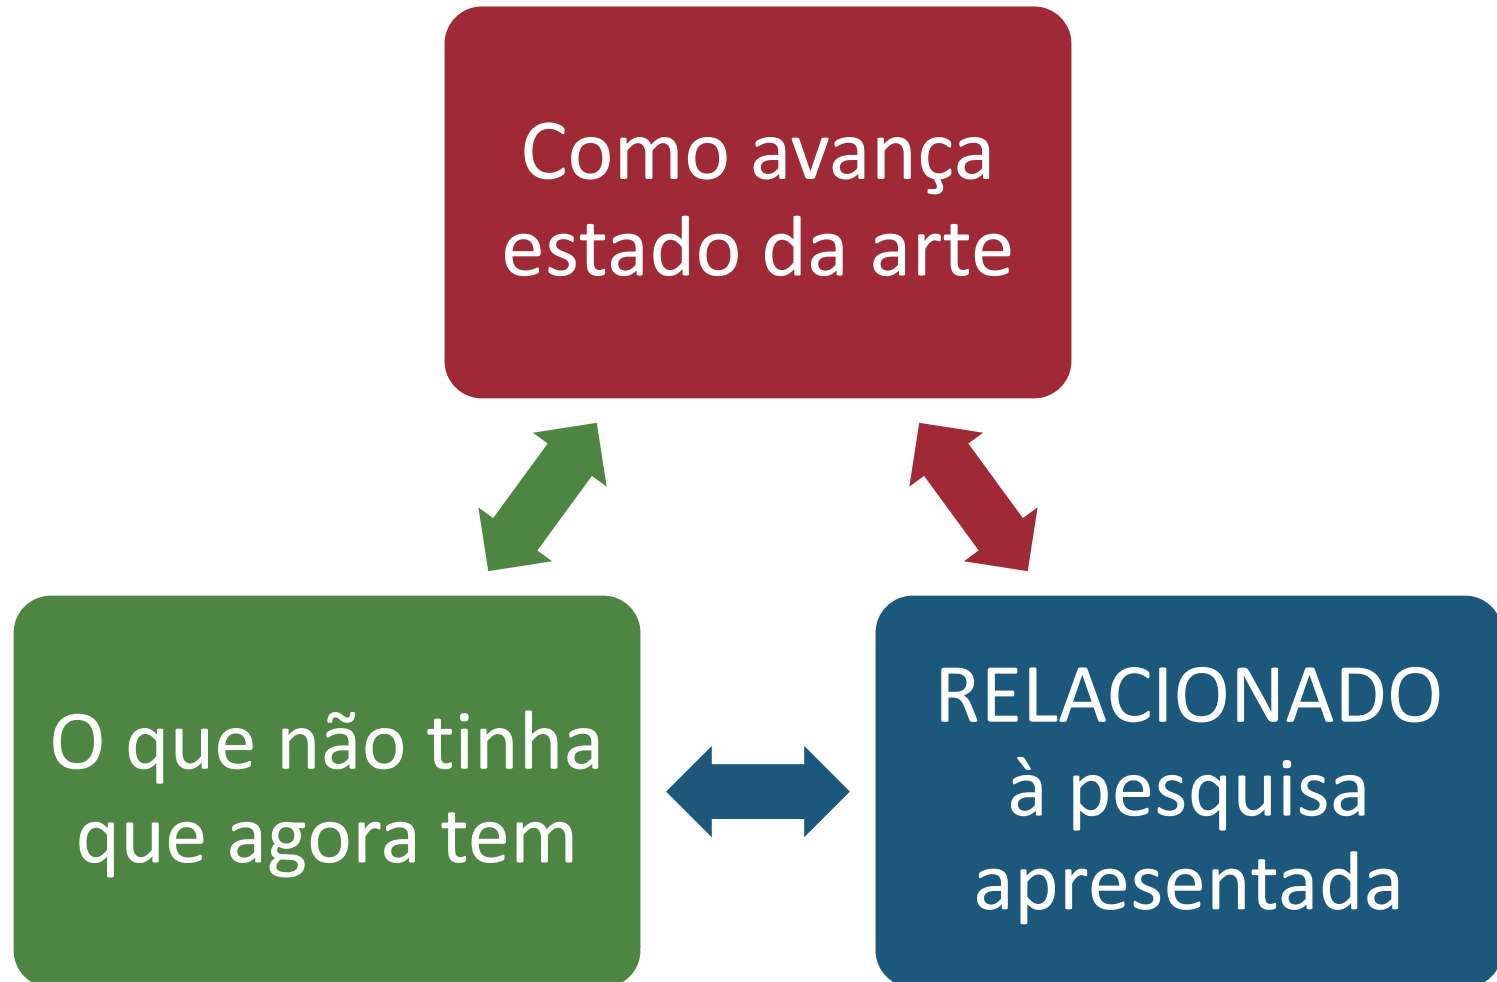 Como avança
estado da arte
O que não tinha
que agora tem
RELACIONADO
à pesquisa
apresentada